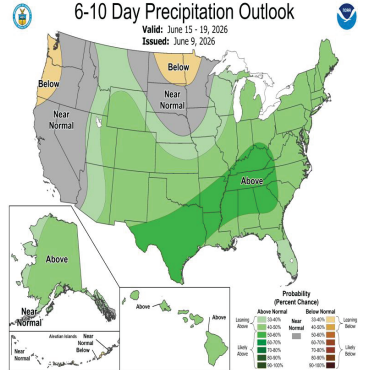 6-10 Day Precipitation Outlook
Valid: June 15 - 19, 2026
Issued: June 9, 2026
NOAA
Below
Below
Near
Normal
Near
Normal
Above
Above
Near
Normal
Aleutian Islands
Near
Normal
Near
Normal
Below
Above
Above
Probability
(Percent Chance)
Above Normal
Below Normal
Leaning
Above
33-40%
40-50%
50-60%
Near
Normal
33-40%
40-50%
50-60%
Leaning
Below
Likely
Above
60-70%
70-80%
80-90%
90-100%
60-70%
70-80%
80-90%
90-100%
Likely
Below